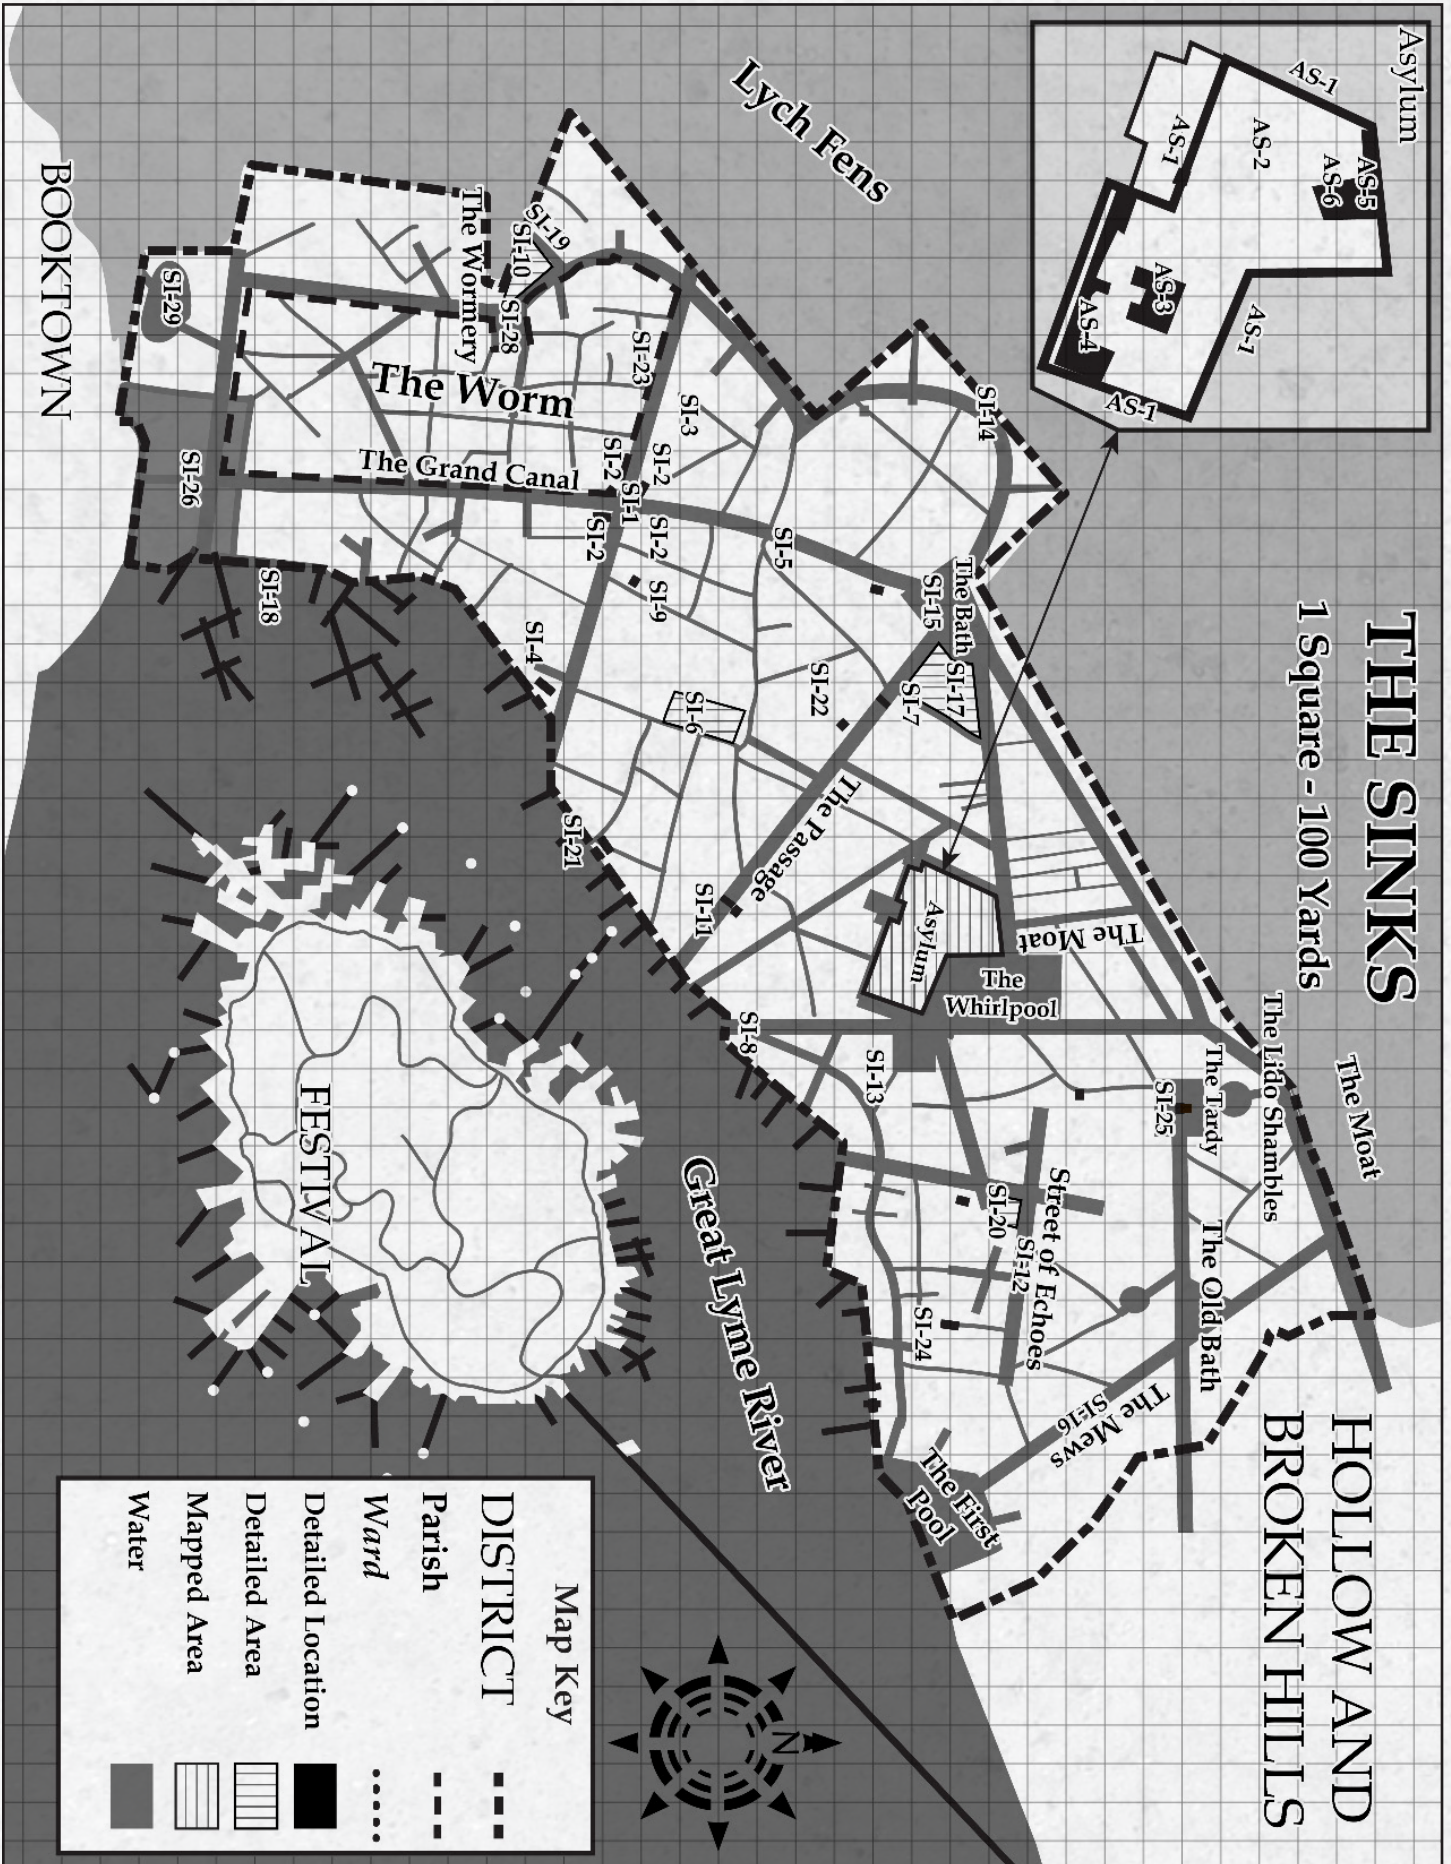 THE SINKS
1 Square - 100 Yards
HOLLOW AND
BROKEN HILLS
Asylum
AS-1
AS-2
AS-5
AS-6
AS-1
AS-3
AS-4
AS-1
AS-1
The Moat
The Lido Shambles
The Tardy
SI-25
The Old Bath
The Moat
The
Whirlpool
Asylum
SI-14
The Bath
SI-15
SI-17
SI-7
Street of Echoes
SI-12
SI-20
The Mews
SI-16
The First
Pool
SI-24
SI-13
SI-8
Lych Fens
The Passage
SI-22
SI-5
SI-11
SI-6
SI-3
SI-2
SI-2
SI-9
SI-23
SI-1
SI-2
SI-2
SI-4
SI-21
SI-19
SI-10
SI-28
The Wormery
The Worm
The Grand Canal
SI-18
SI-26
SI-29
BOOKTOWN
Great Lyme River
FESTIVAL
N
Map Key
DISTRICT
Parish
Ward
Detailed Location
Detailed Area
Mapped Area
Water